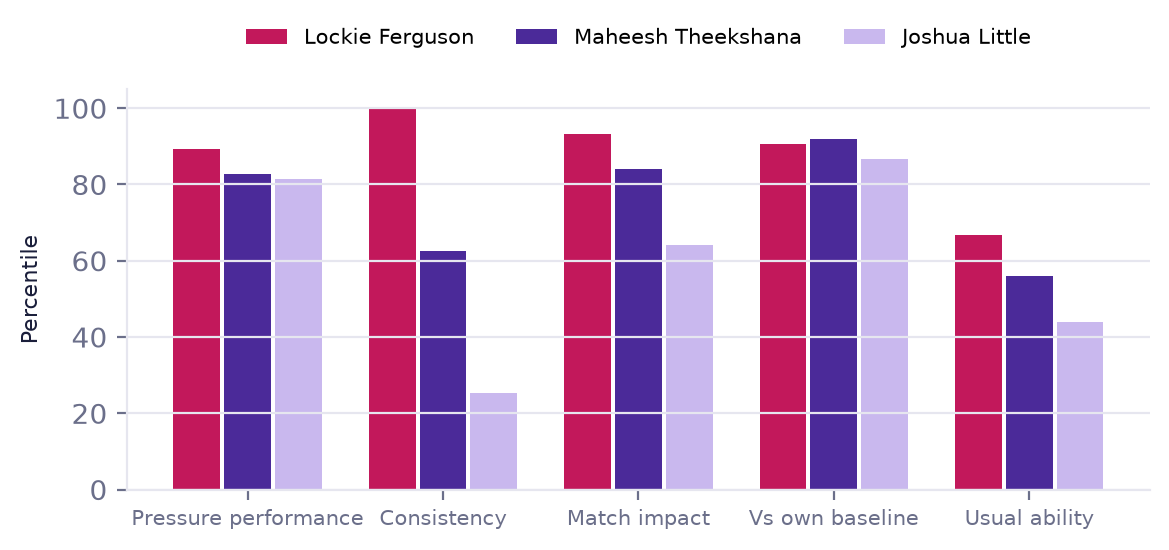 Lockie Ferguson Maheesh Theekshana Joshua Little
Percentile
100
80
60
40
20
0
Pressure performance Consistency Match impact Vs own baseline Usual ability